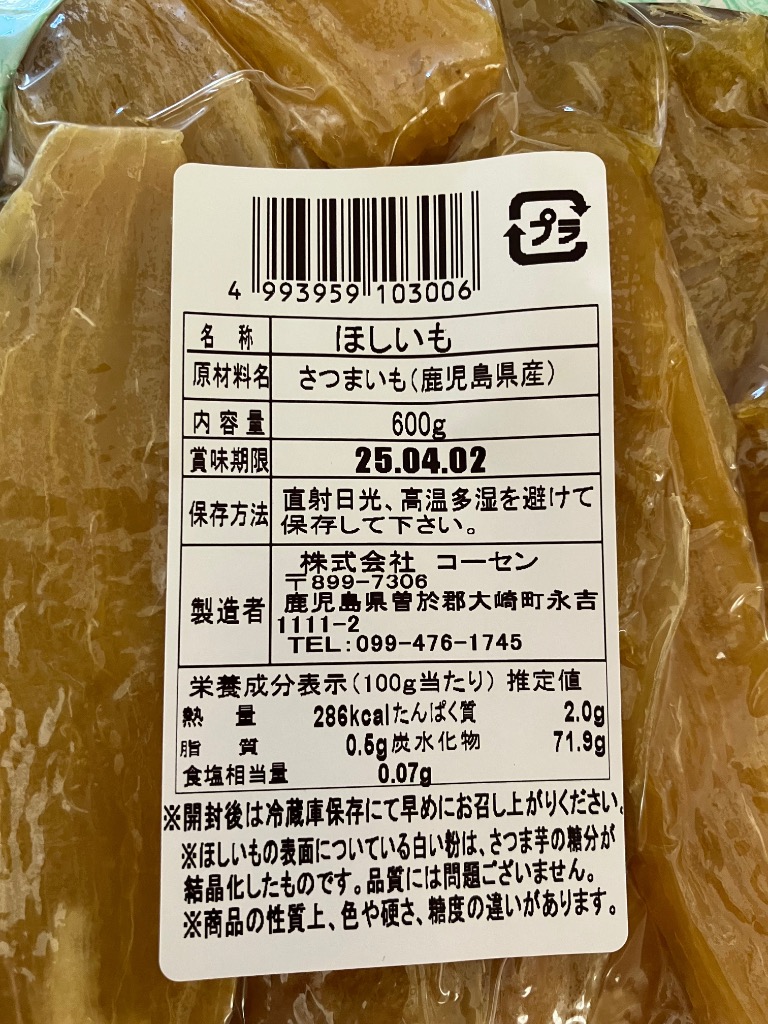 プラ
4 993959 103006
名 称 ほしいも
原材料名 さつまいも(鹿児島県産)
内容量 600g
賞味期限 25.04.02
保存方法 直射日光、高温多湿を避けて
保存して下さい。
製造者 株式会社 コーセン
〒899-7306
鹿児島県曽於郡大崎町永吉
1111-2
TEL:099-476-1745
栄養成分表示(100g当たり) 推定値
熱 量 286kcal たんぱく質 2.0g
脂 質 0.5g 炭水化物 71.9g
食塩相当量 0.07g
※開封後は冷蔵庫保存にて早めにお召し上がりください。
※ほしいもの表面についている白い粉は、さつま芋の糖分が
結晶化したものです。品質には問題ございません。
※商品の性質上、色や硬さ、糖度の違いがあります。